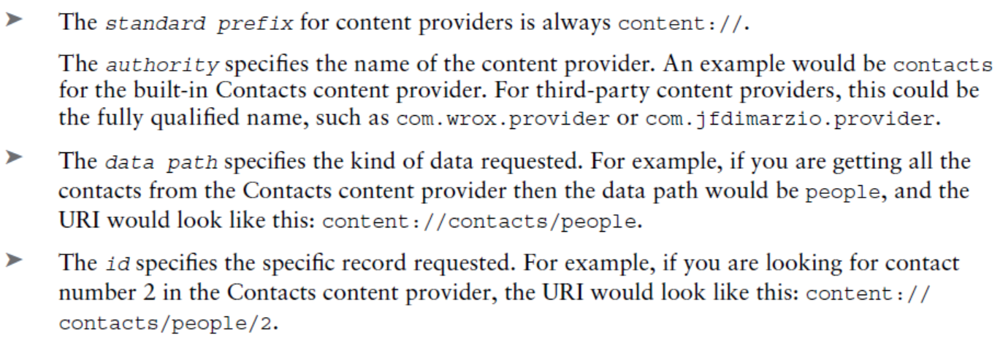 ➤ The standard prefix for content providers is always content://.
The authority specifies the name of the content provider. An example would be contacts
for the built-in Contacts content provider. For third-party content providers, this could be
the fully qualified name, such as com.wrox.provider or com.jfdimarzio.provider.
➤ The data path specifies the kind of data requested. For example, if you are getting all the
contacts from the Contacts content provider then the data path would be people, and the
URI would look like this: content://contacts/people.
➤ The id specifies the specific record requested. For example, if you are looking for contact
number 2 in the Contacts content provider, the URI would look like this: content://
contacts/people/2.